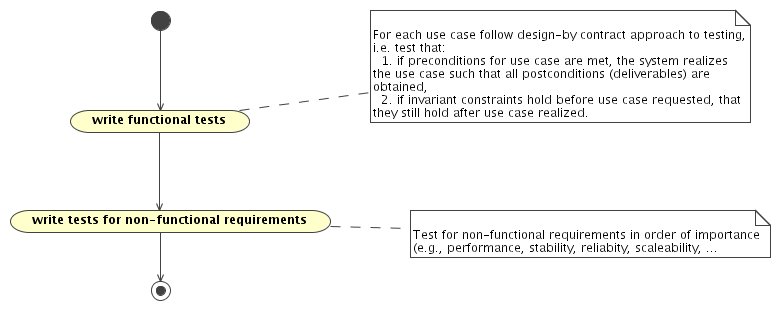 For each use case follow design-by contract approach to testing,
i.e. test that:
1. if preconditions for use case are met, the system realizes
the use case such that all postconditions (deliverables) are
obtained,
2. if invariant constraints hold before use case requested, that
they still hold after use case realized.
write functional tests
write tests for non-functional requirements
Test for non-functional requirements in order of importance
(e.g., performance, stability, reliabity, scaleability, ...